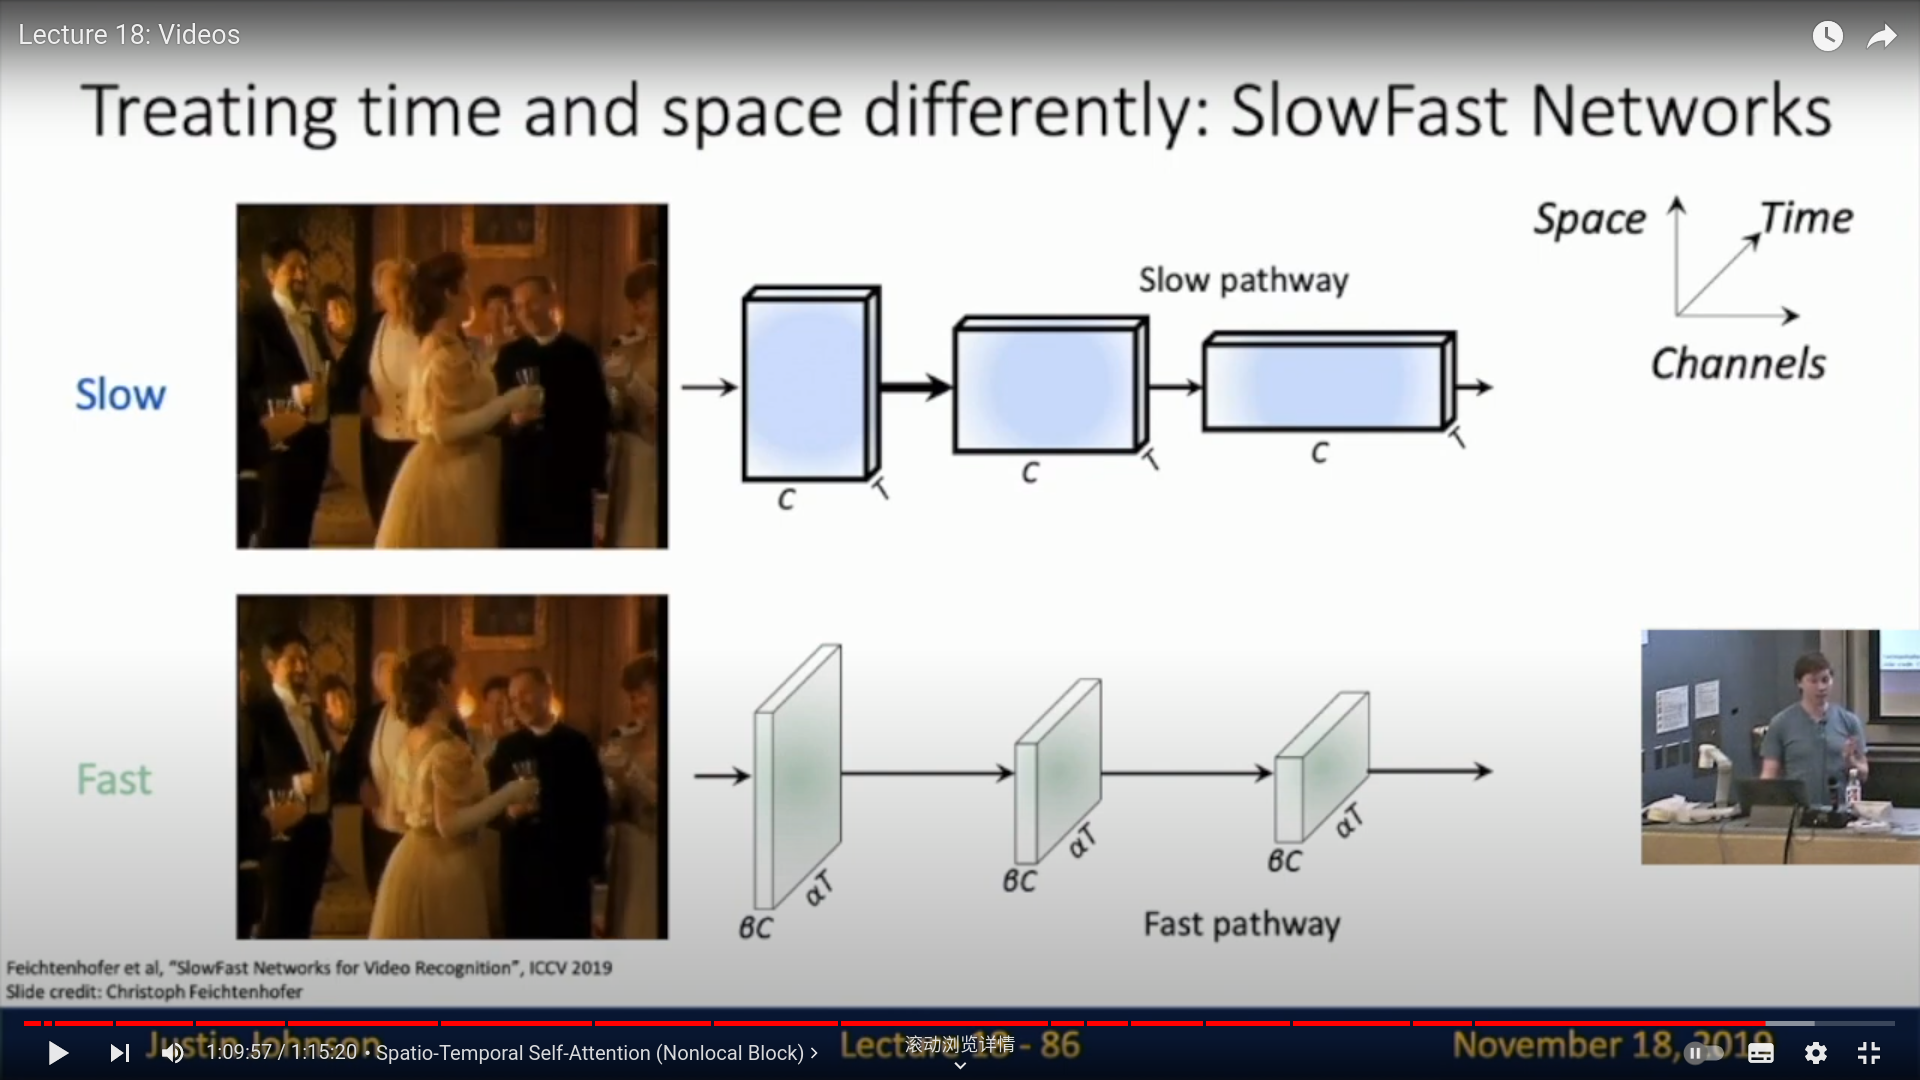 Lecture 18: Videos
Treating time and space differently: SlowFast Networks
Space
Time
Channels
Slow pathway
Slow
C
T
C
T
C
T
Fast
βC
αT
βC
αT
βC
αT
Fast pathway
Feichtenhofer et al, "SlowFast Networks for Video Recognition", ICCV 2019
Slide credit: Christoph Feichtenhofer
Justin Johnson
Lecture 18 - 86
November 18, 2019
1:09:57 / 1:15:20 • Spatio-Temporal Self-Attention (Nonlocal Block)
滚动浏览详情